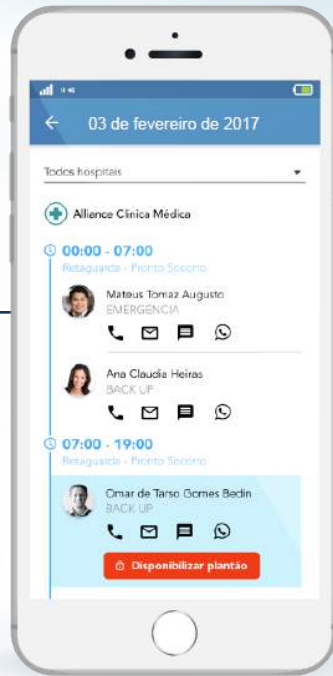 03 de fevereiro de 2017
Todos hospitais
Alliance Clínica Médica
00:00 - 07:00
Retaguarda - Pronto Socorro
Mateus Tomaz Augusto
EMERGÊNCIA
Ana Claudia Heiras
BACK UP
07:00 - 19:00
Retaguarda - Pronto Socorro
Omar de Tarso Gomes Bedin
BACK UP
Disponibilizar plantão